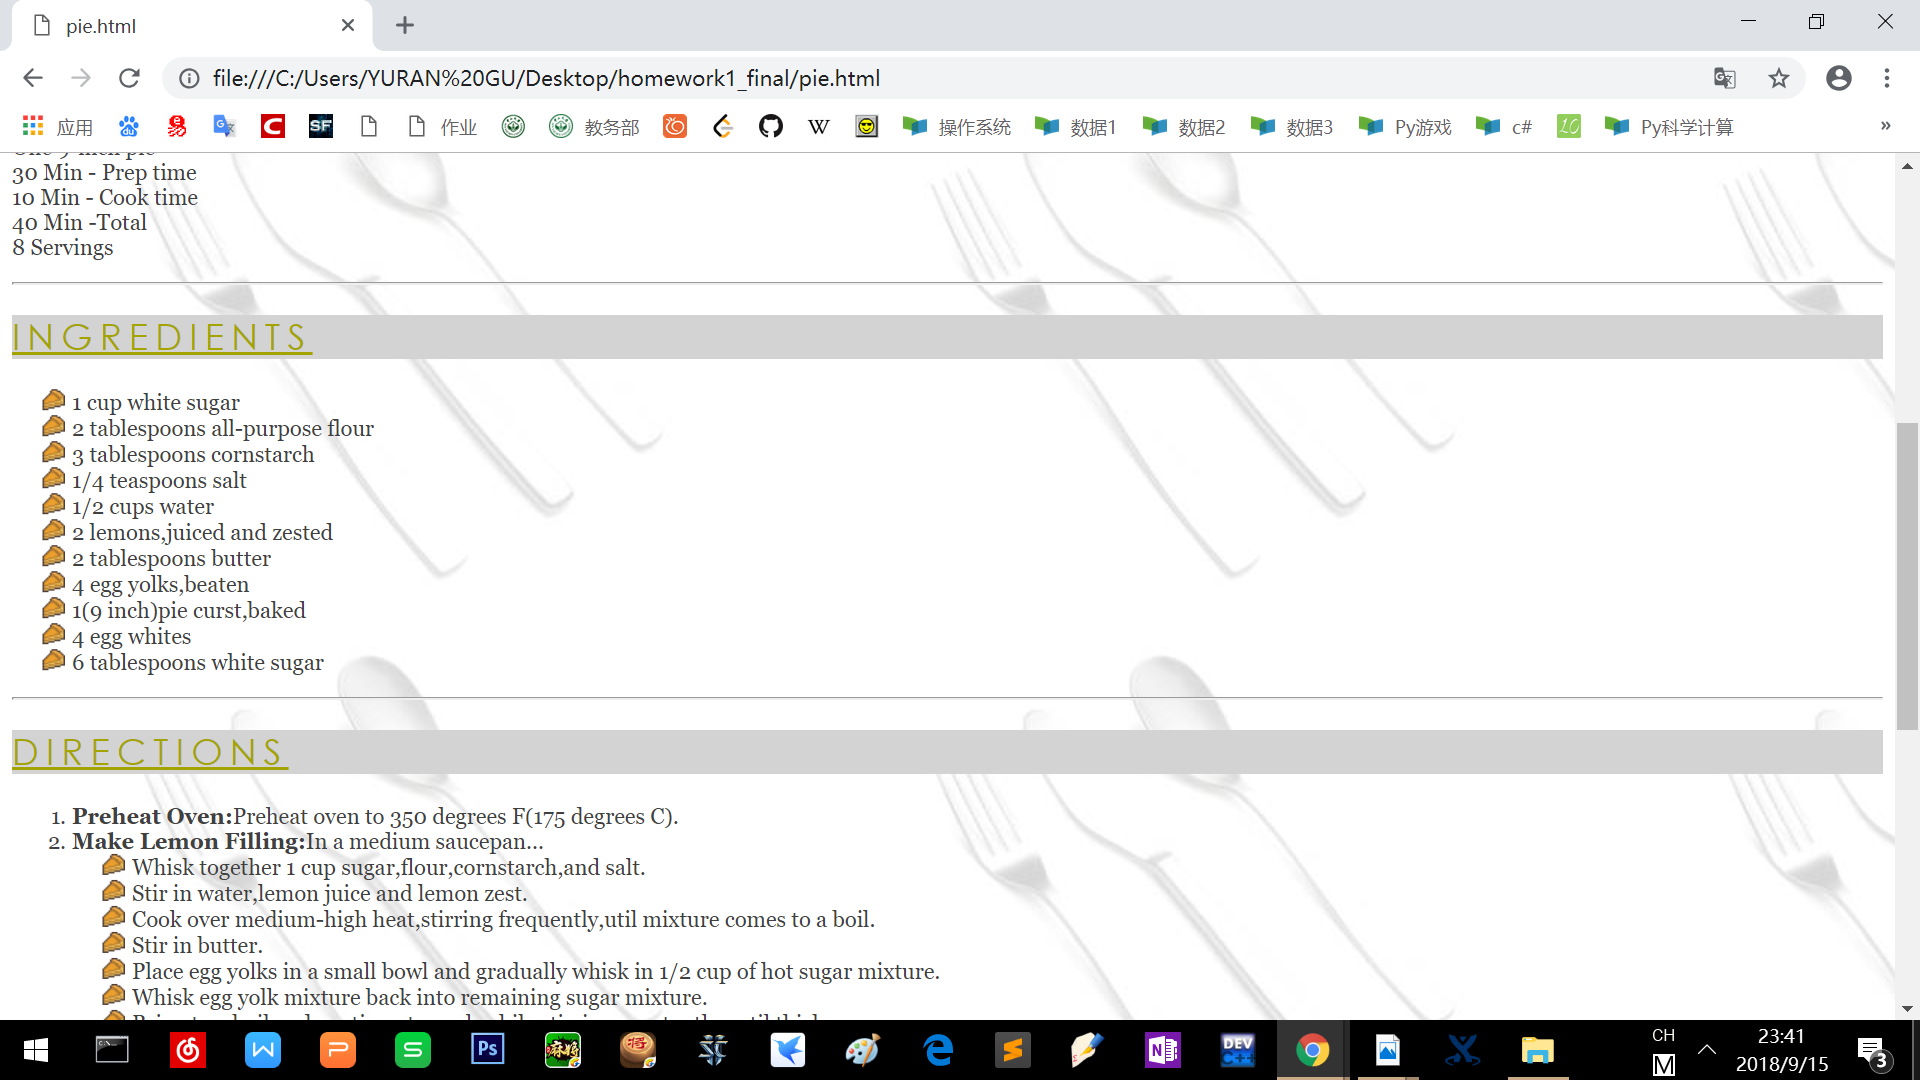 pie.html
file:///C:/Users/YURAN%20GU/Desktop/homework1_final/pie.html
应用 作业 教务部 操作系统 数据1 数据2 数据3 Py游戏 c# 10 Py科学计算 »
30 Min - Prep time
10 Min - Cook time
40 Min -Total
8 Servings
INGREDIENTS
1 cup white sugar
2 tablespoons all-purpose flour
3 tablespoons cornstarch
1/4 teaspoons salt
1/2 cups water
2 lemons,juiced and zested
2 tablespoons butter
4 egg yolks,beaten
1(9 inch)pie curst,baked
4 egg whites
6 tablespoons white sugar
DIRECTIONS
1. Preheat Oven:Preheat oven to 350 degrees F(175 degrees C).
2. Make Lemon Filling:In a medium saucepan...
Whisk together 1 cup sugar,flour,cornstarch,and salt.
Stir in water,lemon juice and lemon zest.
Cook over medium-high heat,stirring frequently,util mixture comes to a boil.
Stir in butter.
Place egg yolks in a small bowl and gradually whisk in 1/2 cup of hot sugar mixture.
Whisk egg yolk mixture back into remaining sugar mixture.
CH
M
23:41
2018/9/15
3